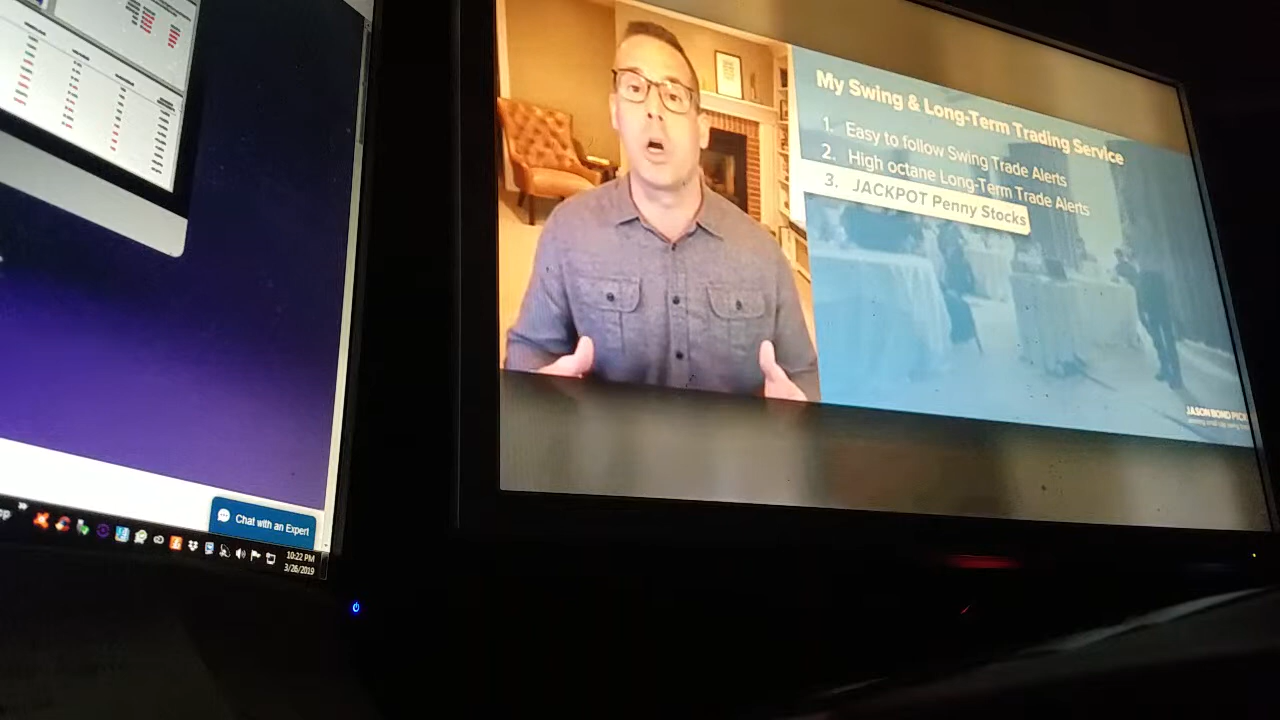 Chat with an Expert
10:22 PM
3/26/2019
My Swing & Long-Term Trading Service
1. Easy to follow Swing Trade Alerts
2. High octane Long-Term Trade Alerts
3. JACKPOT Penny Stocks
JASON BOND PICK